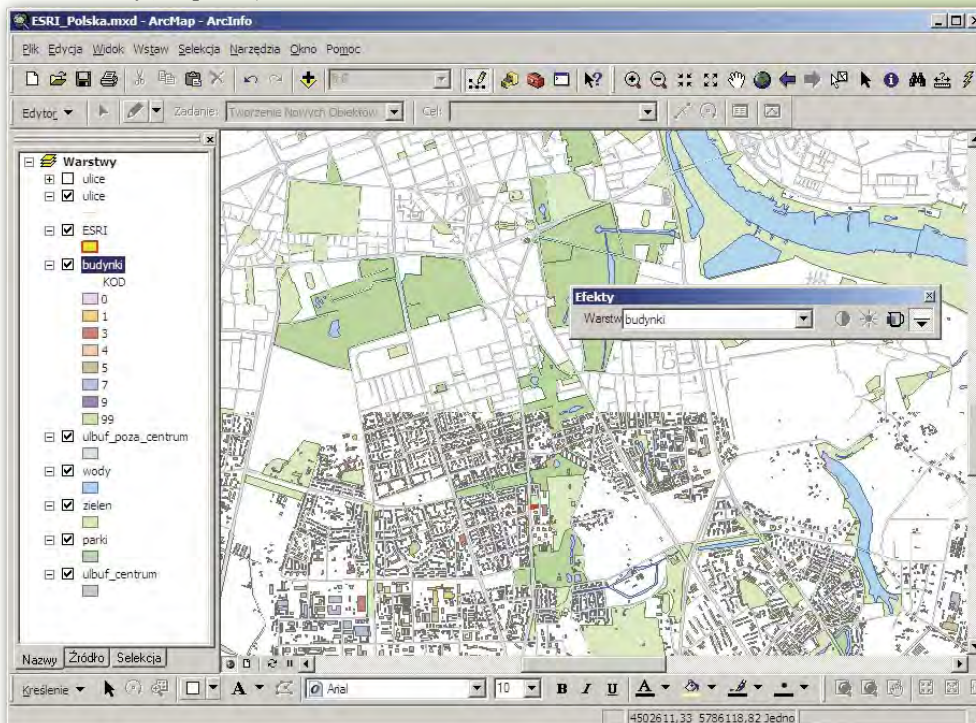 ESRI_Polska.mxd - ArcMap - ArcInfo
Plik Edycja Widok Wstaw Selekcja Narzędzia Okno Pomoc
Edytor Zadanie: Tworzenie Nowych Obiektów Cel:
Warstwy
ulice
ulice
ESRI
budynki
KOD
0
1
3
4
5
7
9
99
ulbuf_poza_centrum
wody
zielen
parki
ulbuf_centrum
Efekty
Warstw budynki
Nazwy Źródło Selekcja
Kreślenie A Arial 10 B I U A
4502611.33 5786118.82 Jedno